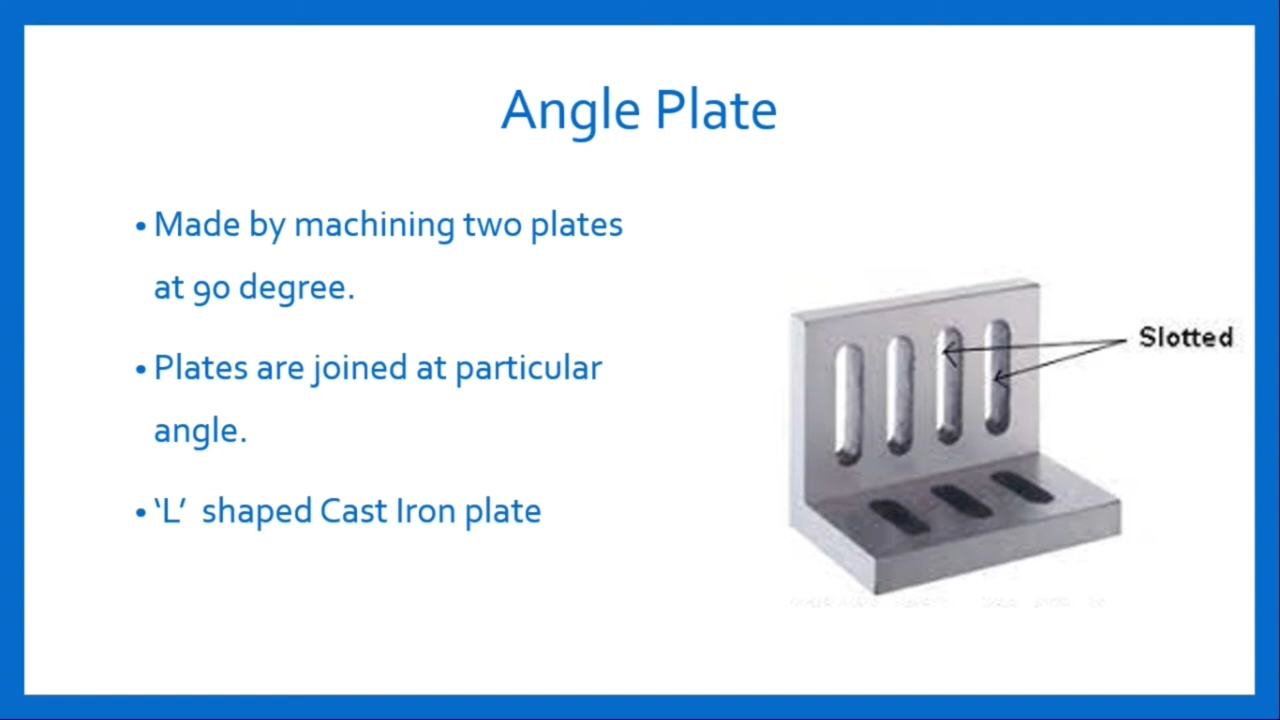 Angle Plate
• Made by machining two plates
at 90 degree.
• Plates are joined at particular
angle.
• ‘L’ shaped Cast Iron plate
Slotted